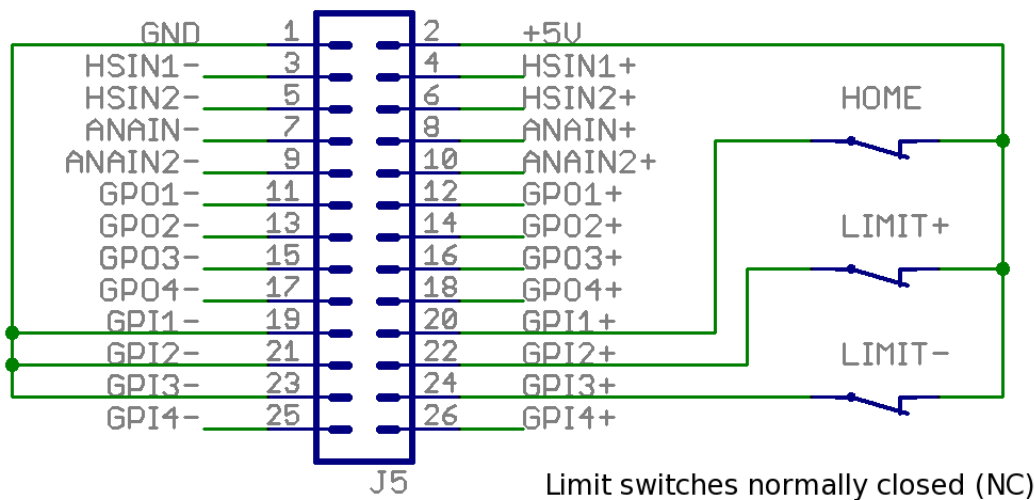 GND 1 2 +5V
HSIN1- 3 4 HSIN1+
HSIN2- 5 6 HSIN2+ HOME
ANAIN- 7 8 ANAIN+
ANAIN2- 9 10 ANAIN2+
GPO1- 11 12 GPO1+
GPO2- 13 14 GPO2+ LIMIT+
GPO3- 15 16 GPO3+
GPO4- 17 18 GPO4+
GPI1- 19 20 GPI1+
GPI2- 21 22 GPI2+ LIMIT-
GPI3- 23 24 GPI3+
GPI4- 25 26 GPI4+
J5
Limit switches normally closed (NC)